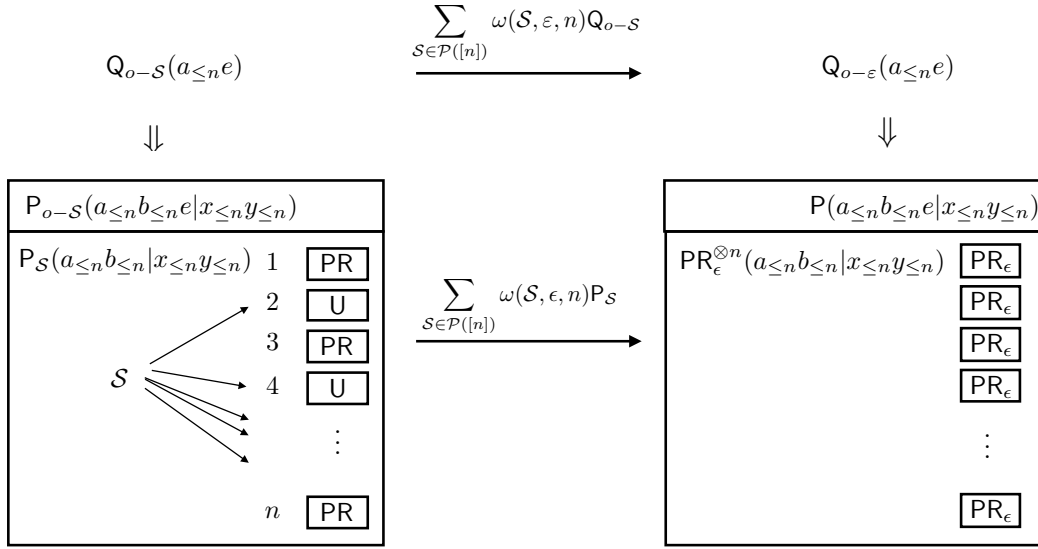 ∑_{𝒮∈𝒫([n])} ω(𝒮, ε, n)Q_{o−𝒮}
Q_{o−𝒮}(a_{≤n}e)
Q_{o−ε}(a_{≤n}e)
⇓
⇓
P_{o−𝒮}(a_{≤n}b_{≤n}e|x_{≤n}y_{≤n})
P(a_{≤n}b_{≤n}e|x_{≤n}y_{≤n})
P_𝒮(a_{≤n}b_{≤n}|x_{≤n}y_{≤n}) 1 PR
2 U
3 PR
𝒮
4 U
⋮
n PR
∑_{𝒮∈𝒫([n])} ω(𝒮, ϵ, n)P_𝒮
PR_ϵ^{⊗n}(a_{≤n}b_{≤n}|x_{≤n}y_{≤n}) PR_ϵ
PR_ϵ
PR_ϵ
PR_ϵ
⋮
PR_ϵ